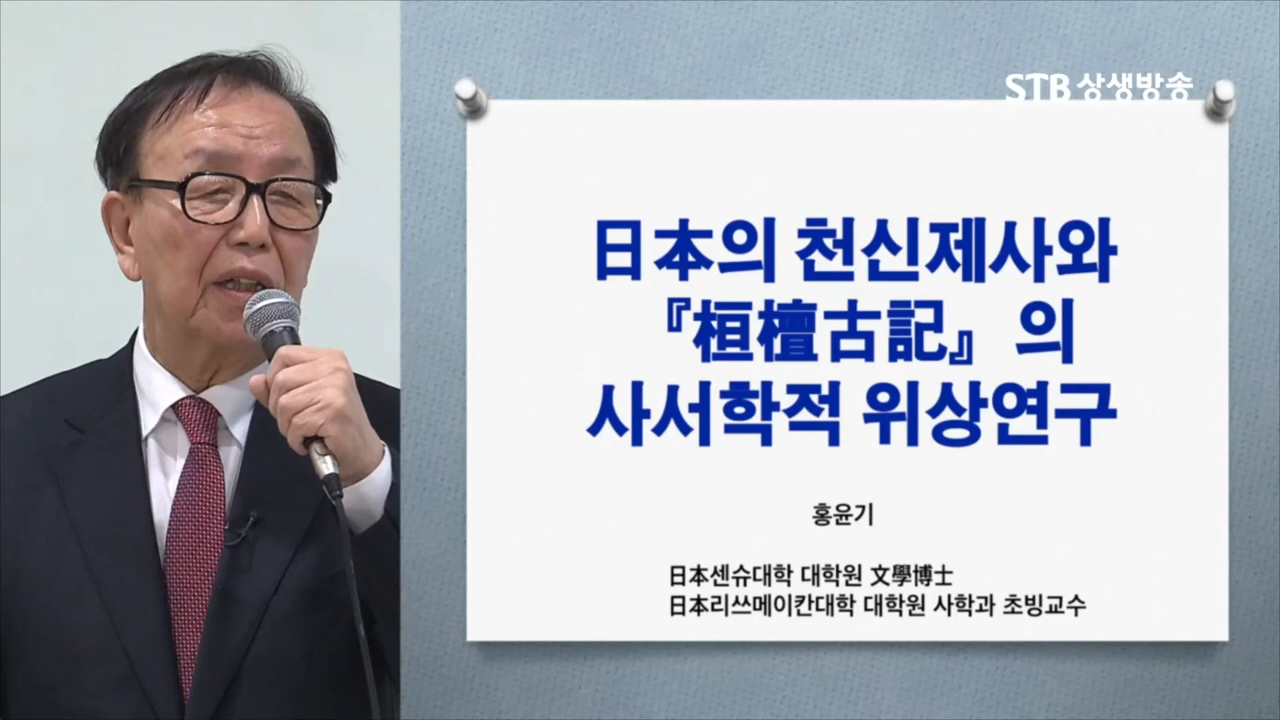 STB 상생방송
日本의 천신제사와
『桓檀古記』 의
사서학적 위상연구
홍윤기
日本센슈대학 대학원 文學博士
日本리쓰메이칸대학 대학원 사학과 초빙교수